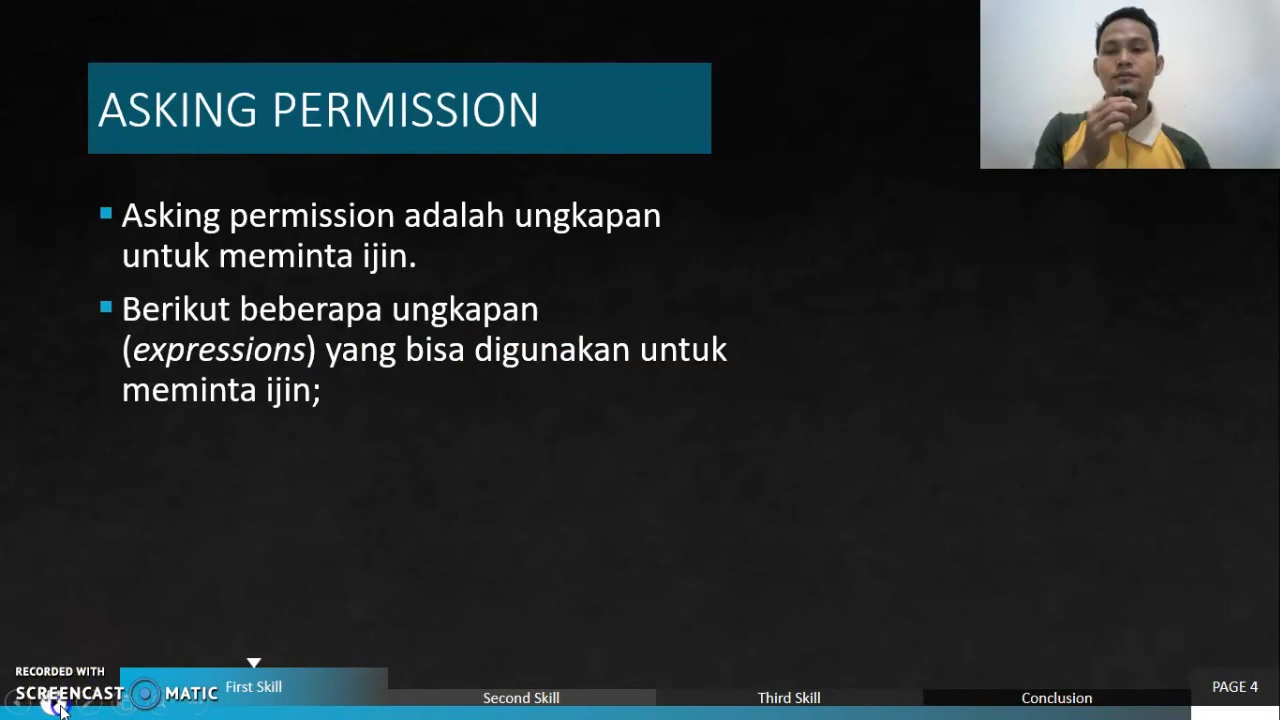 ASKING PERMISSION
Asking permission adalah ungkapan
untuk meminta ijin.
Berikut beberapa ungkapan
(expressions) yang bisa digunakan untuk
meminta ijin;
RECORDED WITH
SCREENCAST MATIC
First Skill
Second Skill
Third Skill
Conclusion
PAGE 4